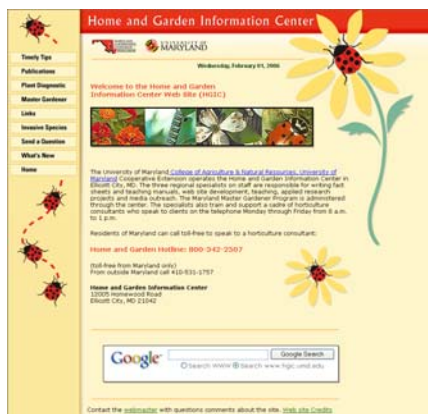 Home and Garden Information Center
UNIVERSITY OF
MARYLAND
Wednesday, February 01, 2006
Timely Tips
Publications
Plant Diagnostic
Master Gardener
Links
Invasive Species
Send a Question
What's New
Home
Welcome to the Home and Garden
Information Center Web Site (HGIC)
The University of Maryland College of Agriculture & Natural Resources, University of
Maryland Cooperative Extension operates the Home and Garden Information Center in
Ellicott City, MD. The three regional specialists on staff are responsible for writing fact
sheets and teaching manuals, web site development, teaching, applied research
projects and media outreach. The Maryland Master Gardener Program is administered
through the center. The specialists also train and support a cadre of horticulture
consultants who speak to clients on the telephone Monday through Friday from 8 a.m.
to 1 p.m.
Residents of Maryland can call toll-free to speak to a horticulture consultant:
Home and Garden Hotline: 800-342-2507
(toll-free from Maryland only)
From outside Maryland call 410-531-1757
Home and Garden Information Center
12005 Homewood Road
Ellicott City, MD 21042
Google
Google Search
Search WWW Search www.hgic.umd.edu
Contact the webmaster with questions comments about the site. Web site Credits